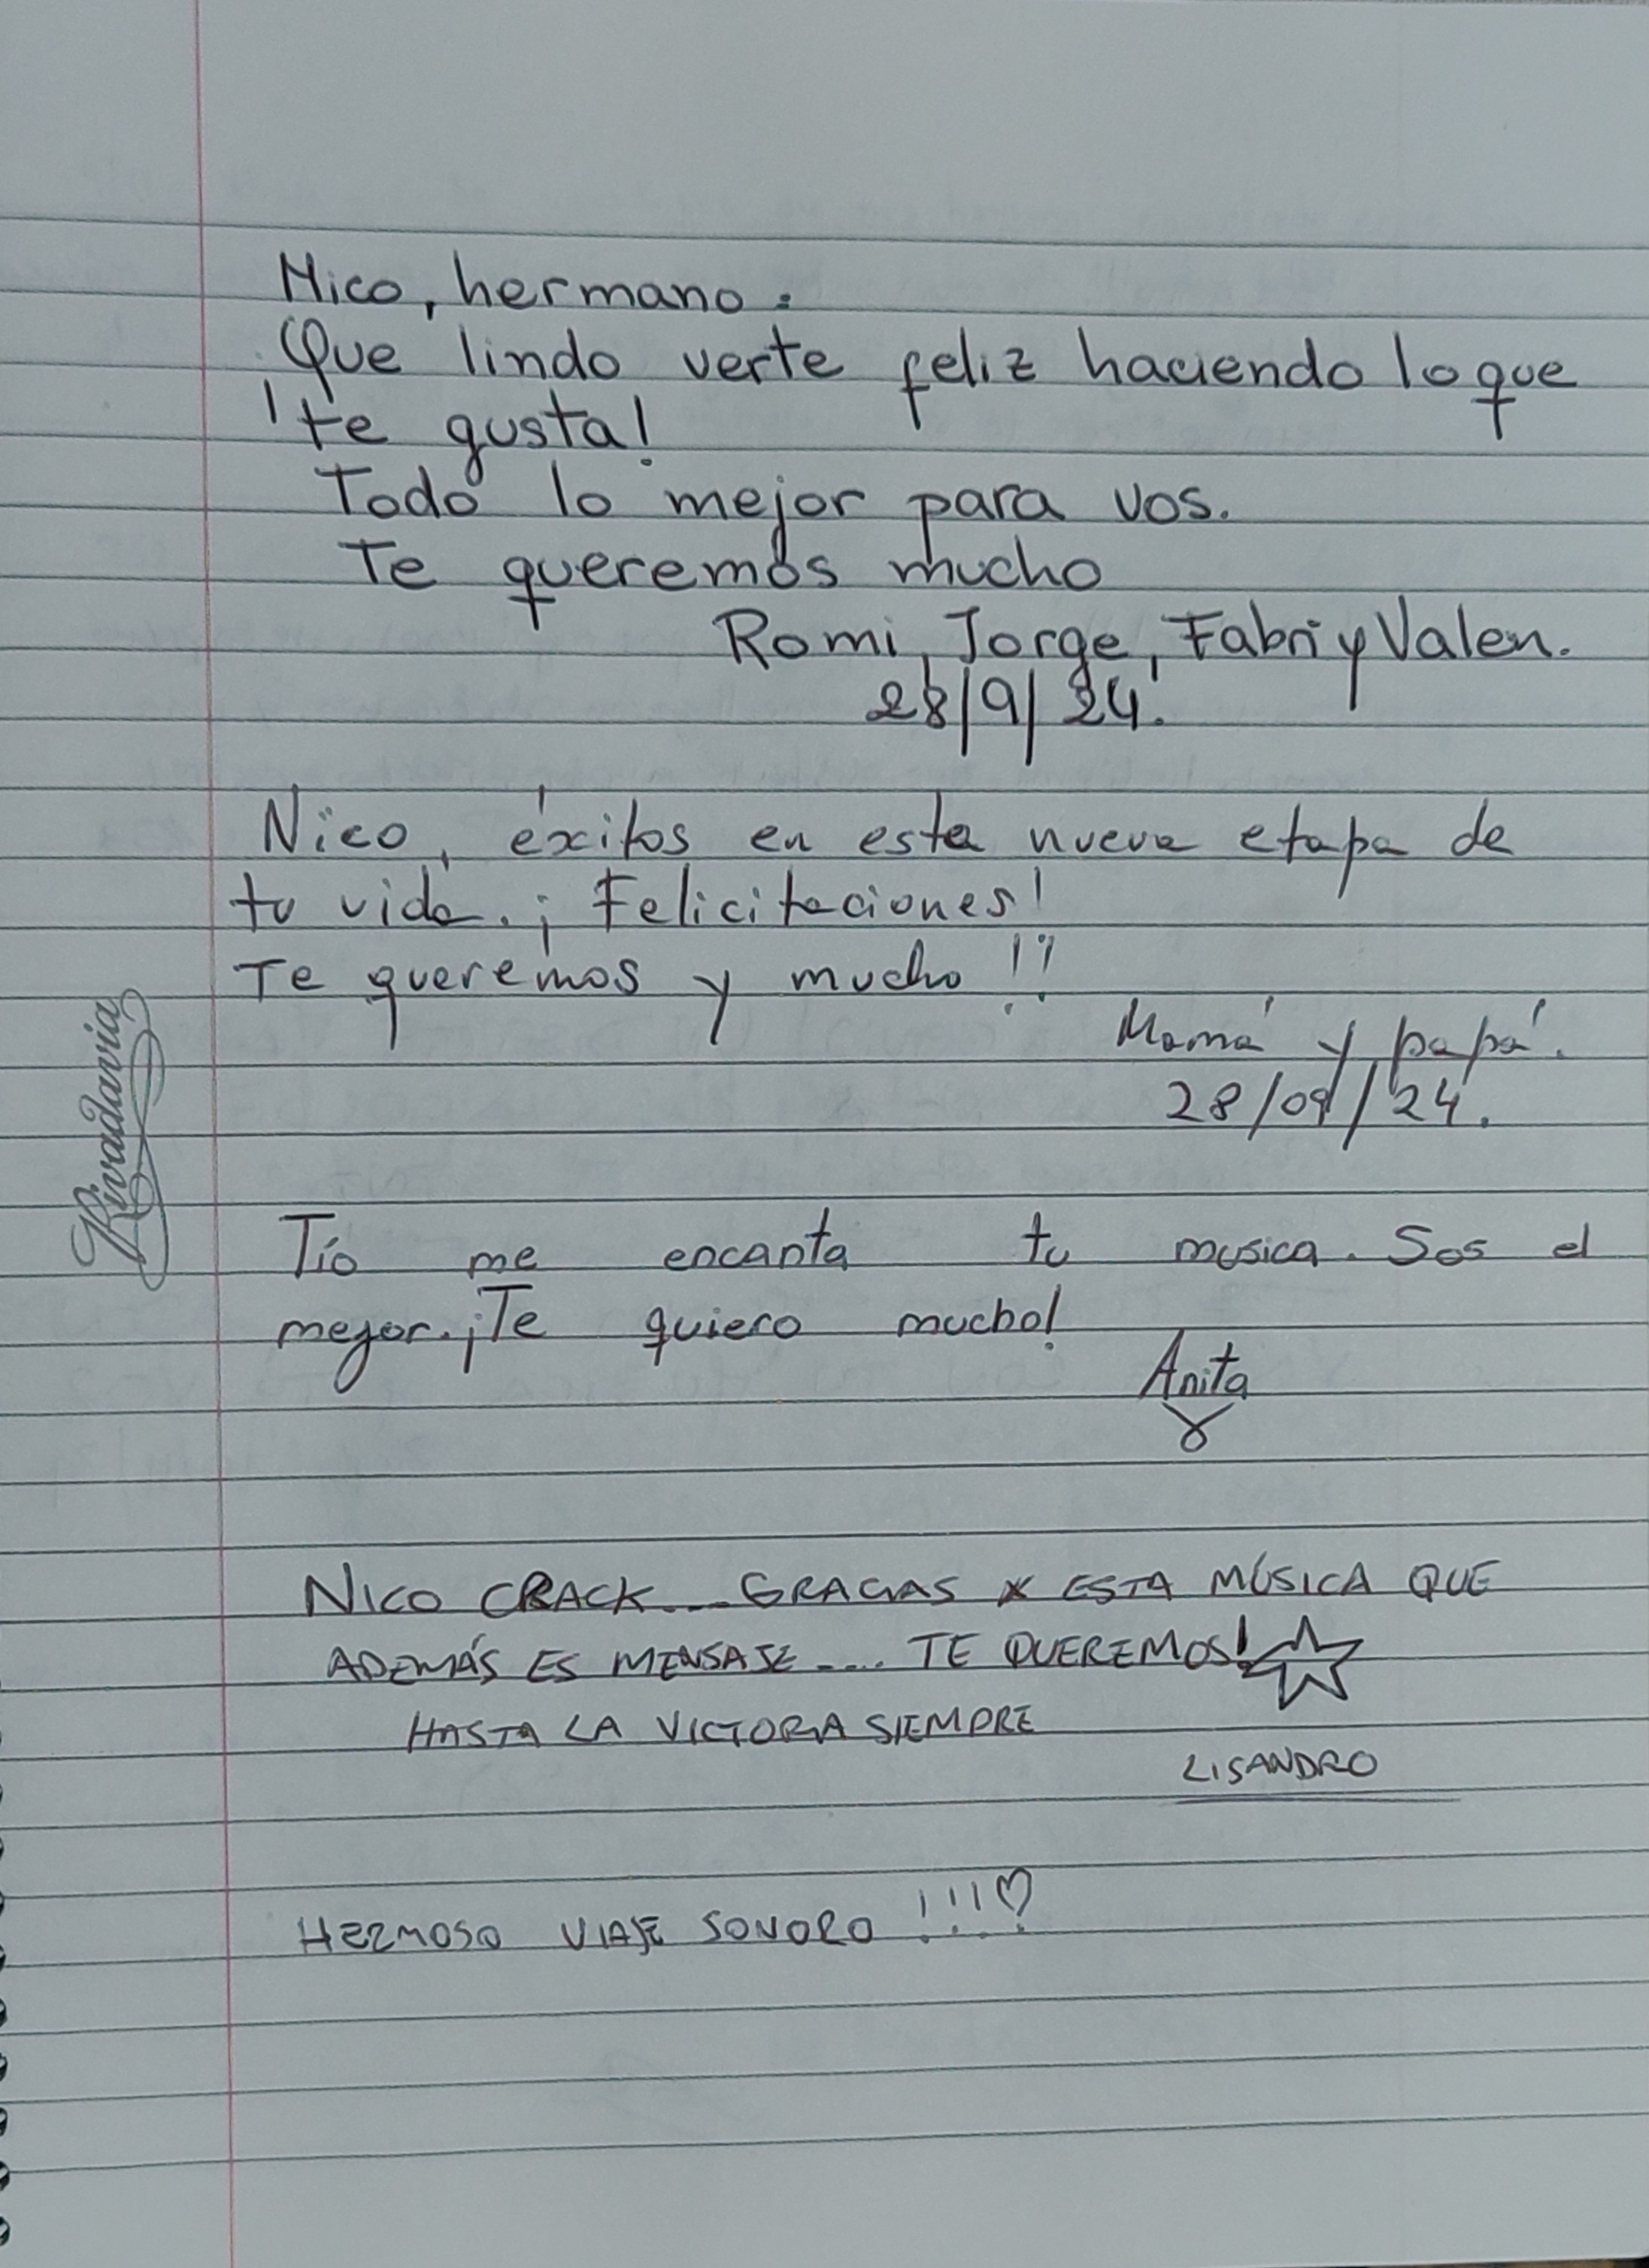 Nico, hermano:
Que lindo verte feliz haciendo lo que
¡te gusta!
Todo lo mejor para vos.
Te queremos mucho
Romi, Jorge, Fabri y Valen.
28/9/24.
Nico, éxitos en esta nueva etapa de
tu vida. ¡Felicitaciones!
Te queremos y mucho!!
Mamá y papá.
28/09/24.
Rivadavia
Tío me encanta tu musica. Sos el
mejor. ¡Te quiero mucho!
Anita
NICO CRACK... GRACIAS X ESTA MÚSICA QUE
ADEMÁS ES MENSAJE.... TE QUEREMOS!
HASTA LA VICTORIA SIEMPRE
LISANDRO
HERMOSO VIAJE SONORO!!!♡